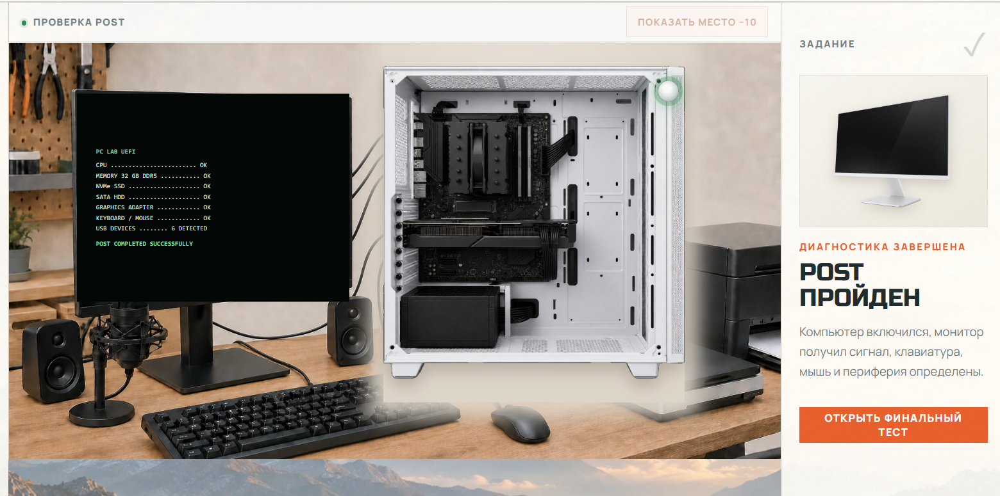 ПРОВЕРКА POST
ПОКАЗАТЬ МЕСТО −10
PC LAB UEFI
CPU ........................ OK
MEMORY 32 GB DDR5 ........... OK
NVMe SSD .................... OK
SATA HDD .................... OK
GRAPHICS ADAPTER ............ OK
KEYBOARD / MOUSE ............ OK
USB DEVICES ........ 6 DETECTED
POST COMPLETED SUCCESSFULLY
ЗАДАНИЕ
ДИАГНОСТИКА ЗАВЕРШЕНА
POST
ПРОЙДЕН
Компьютер включился, монитор
получил сигнал, клавиатура,
мышь и периферия определены.
ОТКРЫТЬ ФИНАЛЬНЫЙ
ТЕСТ